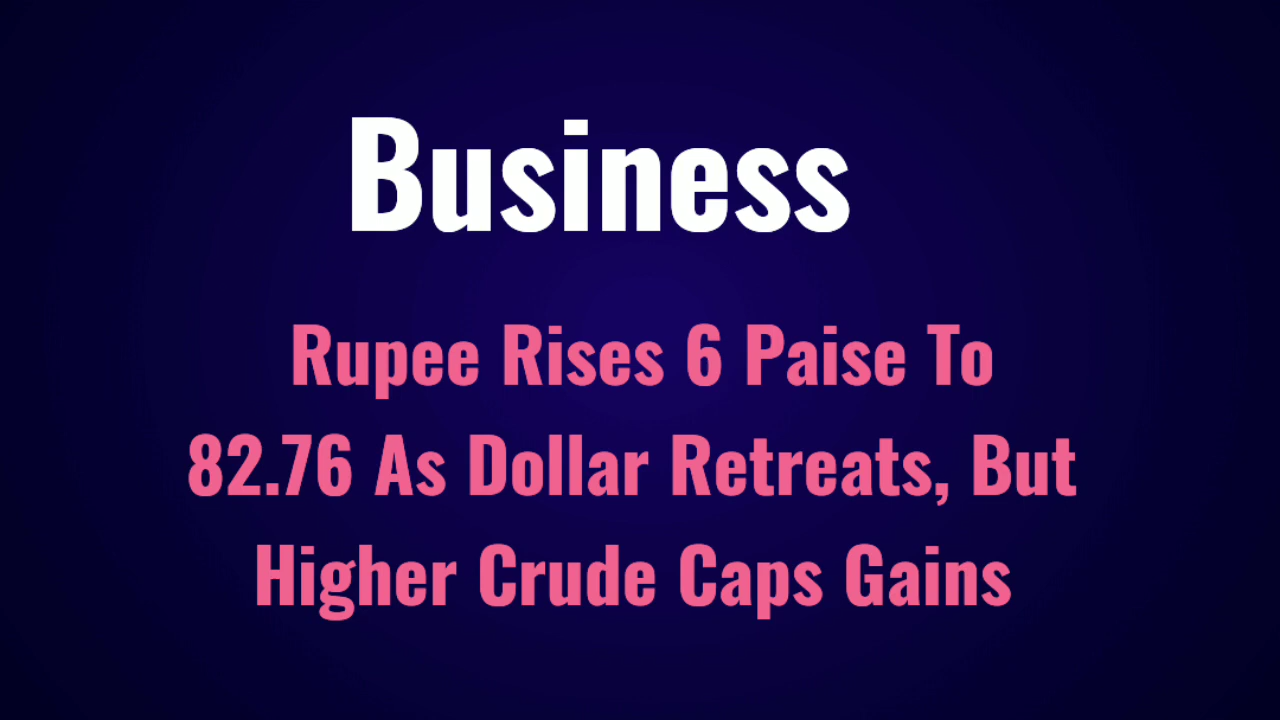 Business
Rupee Rises 6 Paise To
82.76 As Dollar Retreats, But
Higher Crude Caps Gains